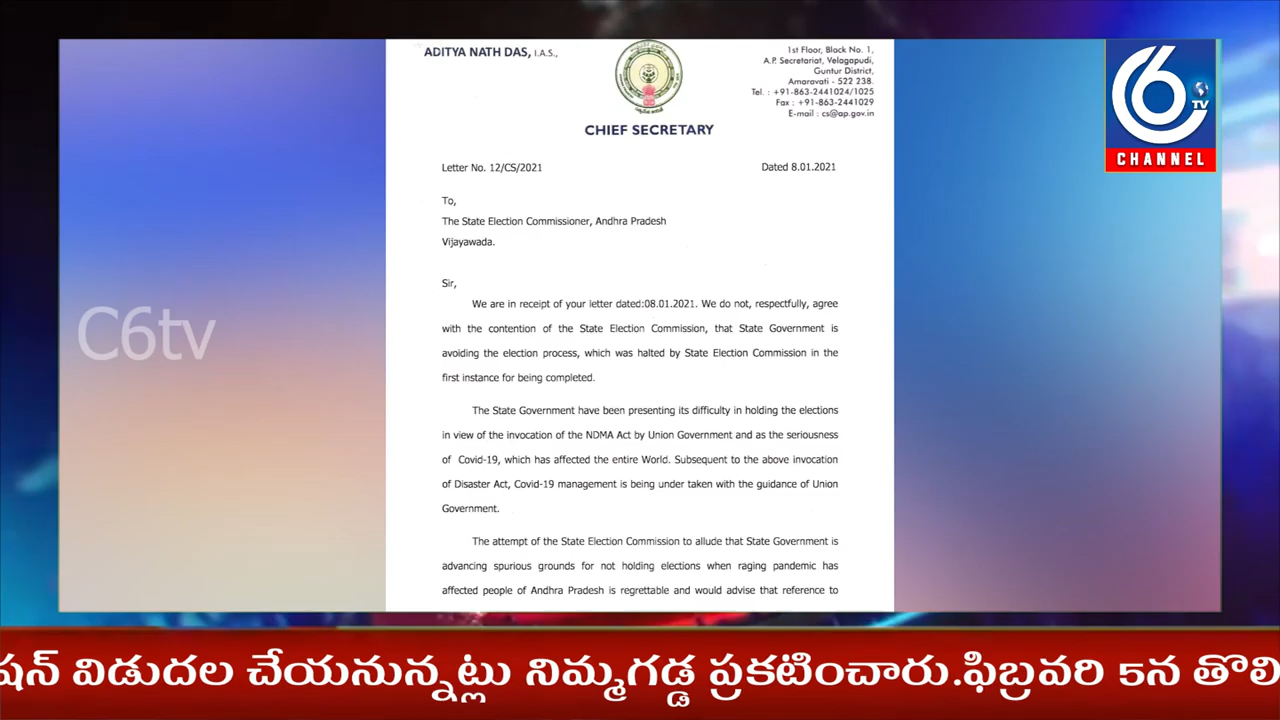 ADITYA NATH DAS, I.A.S.,
1st Floor, Block No. 1,
A.P. Secretariat, Velagapudi,
Guntur District,
Amaravati - 522 238.
Tel. : +91-863-2441024/1025
Fax : +91-863-2441029
E-mail : cs@ap.gov.in
CHIEF SECRETARY
6
TV
CHANNEL
Letter No. 12/CS/2021
Dated 8.01.2021
To,
The State Election Commissioner, Andhra Pradesh
Vijayawada.
Sir,
We are in receipt of your letter dated:08.01.2021. We do not, respectfully, agree
with the contention of the State Election Commission, that State Government is
avoiding the election process, which was halted by State Election Commission in the
first instance for being completed.
C6tv
The State Government have been presenting its difficulty in holding the elections
in view of the invocation of the NDMA Act by Union Government and as the seriousness
of Covid-19, which has affected the entire World. Subsequent to the above invocation
of Disaster Act, Covid-19 management is being under taken with the guidance of Union
Government.
The attempt of the State Election Commission to allude that State Government is
advancing spurious grounds for not holding elections when raging pandemic has
affected people of Andhra Pradesh is regrettable and would advise that reference to
షన్ విడుదల చేయనున్నట్లు నిమ్మగడ్డ ప్రకటించారు.ఫిబ్రవరి 5న తొలి